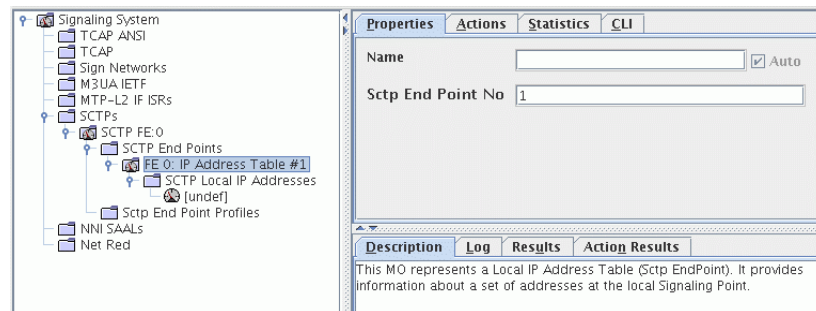 Signaling System
TCAP ANSI
TCAP
Sign Networks
M3UA IETF
MTP-L2 IF ISRs
SCTPs
SCTP FE:0
SCTP End Points
FE 0: IP Address Table #1
SCTP Local IP Addresses
[undef]
Sctp End Point Profiles
NNI SAALs
Net Red
Properties Actions Statistics CLI
Name Auto
Sctp End Point No 1
Description Log Results Action Results
This MO represents a Local IP Address Table (Sctp EndPoint). It provides
information about a set of addresses at the local Signaling Point.